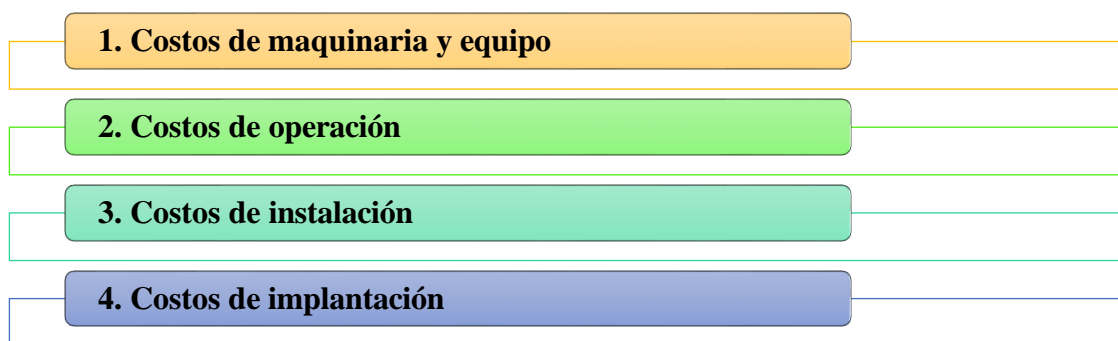 1. Costos de maquinaria y equipo
2. Costos de operación
3. Costos de instalación
4. Costos de implantación